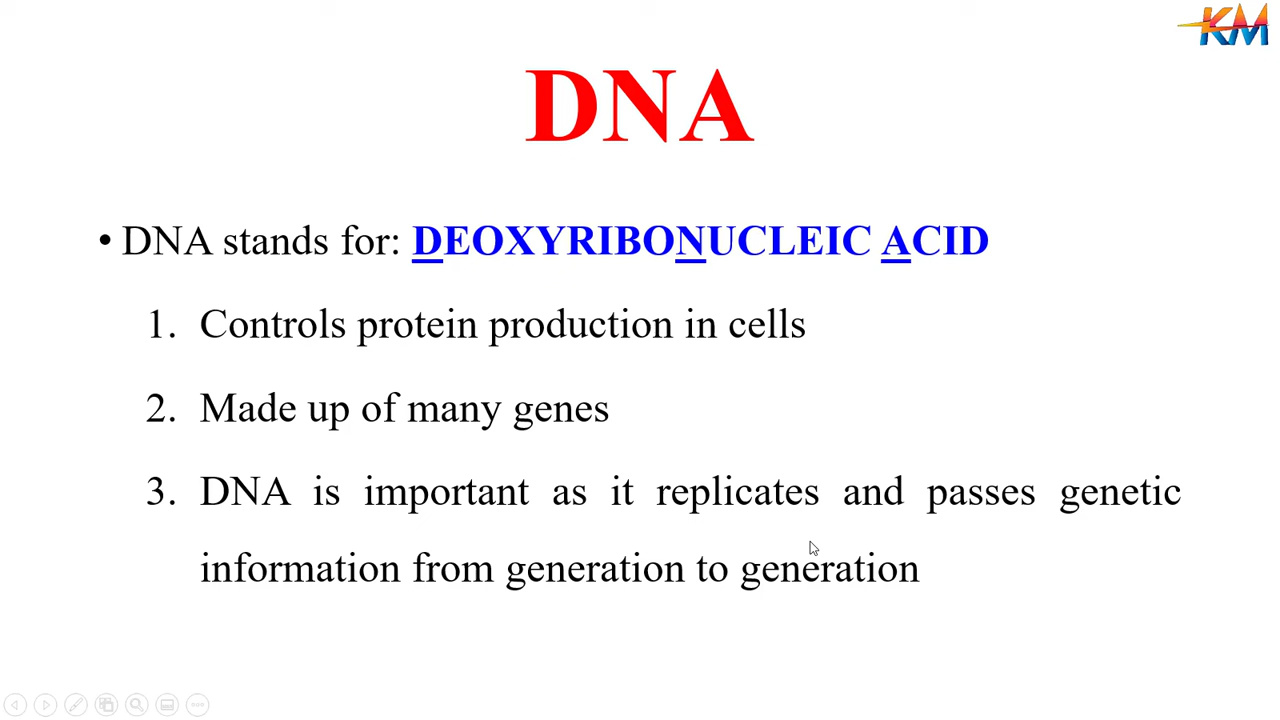 KM
DNA
• DNA stands for: DEOXYRIBONUCLEIC ACID
1. Controls protein production in cells
2. Made up of many genes
3. DNA is important as it replicates and passes genetic
information from generation to generation